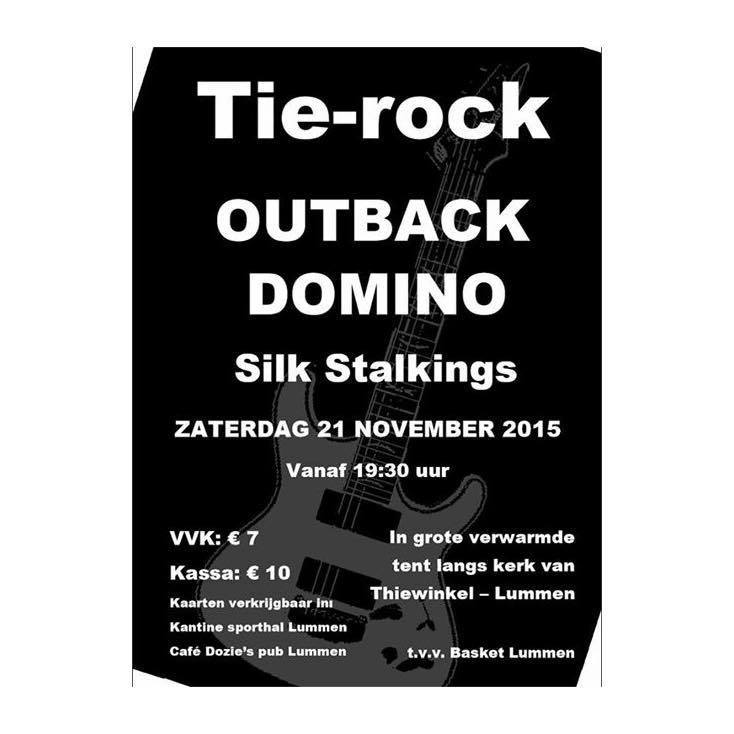 Tie-rock
OUTBACK
DOMINO
Silk Stalkings
ZATERDAG 21 NOVEMBER 2015
Vanaf 19:30 uur
VVK: € 7
Kassa: € 10
Kaarten verkrijgbaar in:
Kantine sporthal Lummen
Café Dozie's pub Lummen
In grote verwarmde
tent langs kerk van
Thiewinkel – Lummen
t.v.v. Basket Lummen